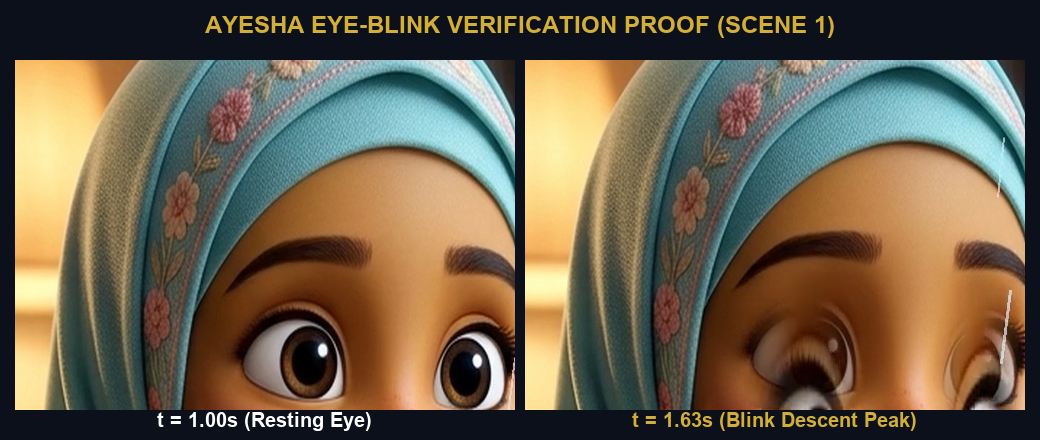 AYESHA EYE-BLINK VERIFICATION PROOF (SCENE 1)
t = 1.00s (Resting Eye)
t = 1.63s (Blink Descent Peak)